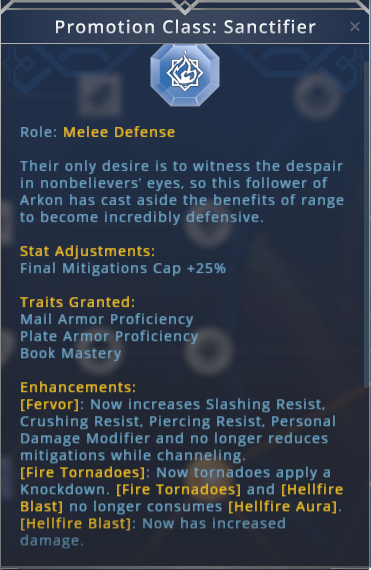 Promotion Class: Sanctifier ×
Role: Melee Defense
Their only desire is to witness the despair
in nonbelievers' eyes, so this follower of
Arkon has cast aside the benefits of range
to become incredibly defensive.
Stat Adjustments:
Final Mitigations Cap +25%
Traits Granted:
Mail Armor Proficiency
Plate Armor Proficiency
Book Mastery
Enhancements:
[Fervor]: Now increases Slashing Resist,
Crushing Resist, Piercing Resist, Personal
Damage Modifier and no longer reduces
mitigations while channeling.
[Fire Tornadoes]: Now tornadoes apply a
Knockdown. [Fire Tornadoes] and [Hellfire
Blast] no longer consumes [Hellfire Aura].
[Hellfire Blast]: Now has increased
damage.